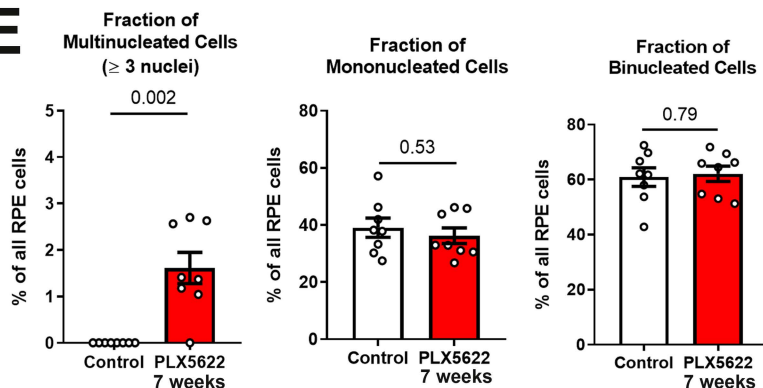 E
Fraction of
Multinucleated Cells
(≥ 3 nuclei)
% of all RPE cells
5
4
3
2
1
0
0.002
Control
PLX5622
7 weeks
Fraction of
Mononucleated Cells
% of all RPE cells
80
60
40
20
0
0.53
Control
PLX5622
7 weeks
Fraction of
Binucleated Cells
% of all RPE cells
80
60
40
20
0
0.79
Control
PLX5622
7 weeks